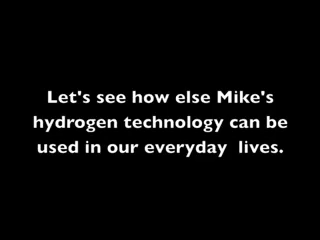 Let's see how else Mike's
hydrogen technology can be
used in our everyday  lives.